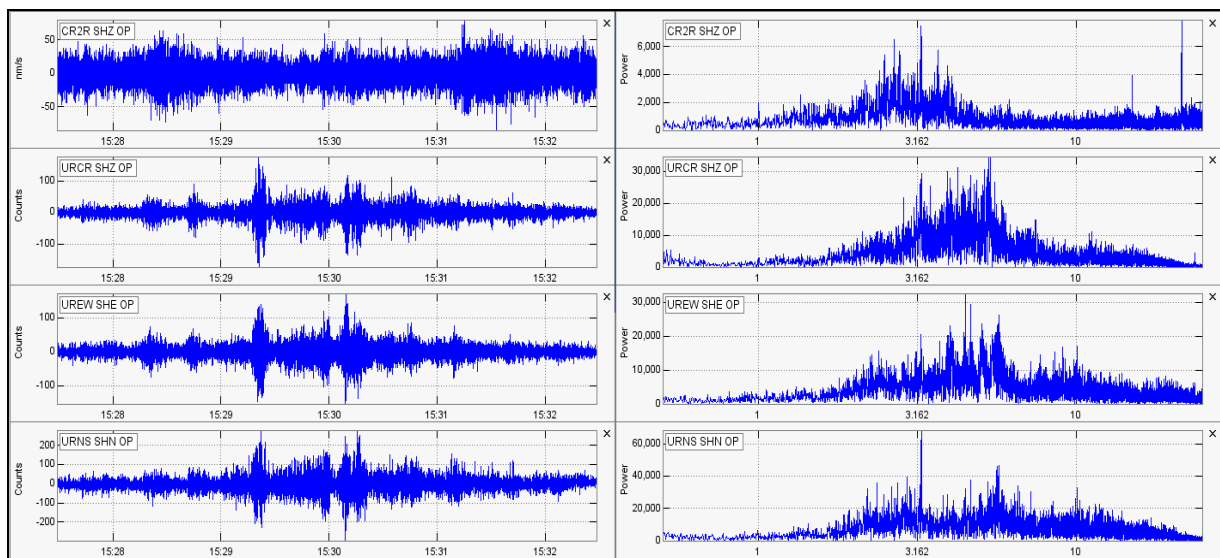 CR2R SHZ OP x
nm/s
50
0
-50
15:28 15:29 15:30 15:31 15:32
CR2R SHZ OP x
Power
6,000
4,000
2,000
0
1 3.162 10
URCR SHZ OP x
Counts
100
0
-100
15:28 15:29 15:30 15:31 15:32
URCR SHZ OP x
Power
30,000
20,000
10,000
0
1 3.162 10
UREW SHE OP x
Counts
100
0
-100
15:28 15:29 15:30 15:31 15:32
UREW SHE OP x
Power
30,000
20,000
10,000
0
1 3.162 10
URNS SHN OP x
Counts
200
100
0
-100
-200
15:28 15:29 15:30 15:31 15:32
URNS SHN OP x
Power
60,000
40,000
20,000
0
1 3.162 10